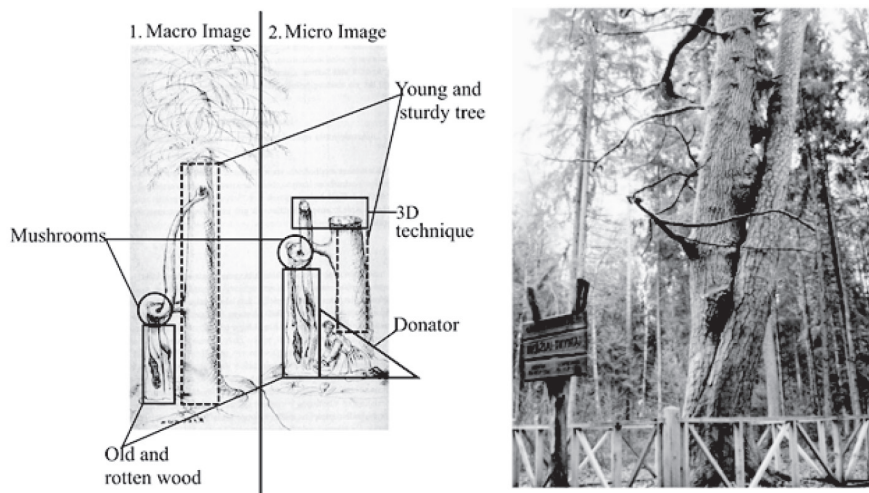 1. Macro Image
2. Micro Image
Young and
sturdy tree
3D
technique
Mushrooms
Donator
Old and
rotten wood